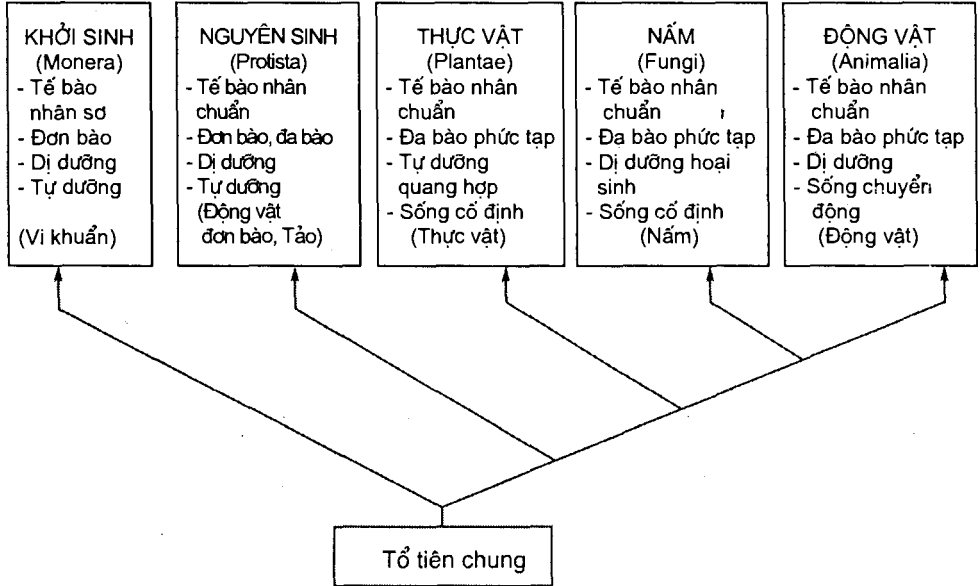 KHỞI SINH
(Monera)
- Tế bào
nhân sơ
- Đơn bào
- Dị dưỡng
- Tự dưỡng
(Vi khuẩn)
NGUYÊN SINH
(Protista)
- Tế bào nhân
chuẩn
- Đơn bào, đa bào
- Dị dưỡng
- Tự dưỡng
(Động vật
đơn bào, Tảo)
THỰC VẬT
(Plantae)
- Tế bào nhân
chuẩn
- Đa bào phức tạp
- Tự dưỡng
quang hợp
- Sống cố định
(Thực vật)
NẤM
(Fungi)
- Tế bào nhân
chuẩn
- Đa bào phức tạp
- Dị dưỡng hoại
sinh
- Sống cố định
(Nấm)
ĐỘNG VẬT
(Animalia)
- Tế bào nhân
chuẩn
- Đa bào phức tạp
- Dị dưỡng
- Sống chuyển
động
(Động vật)
Tổ tiên chung